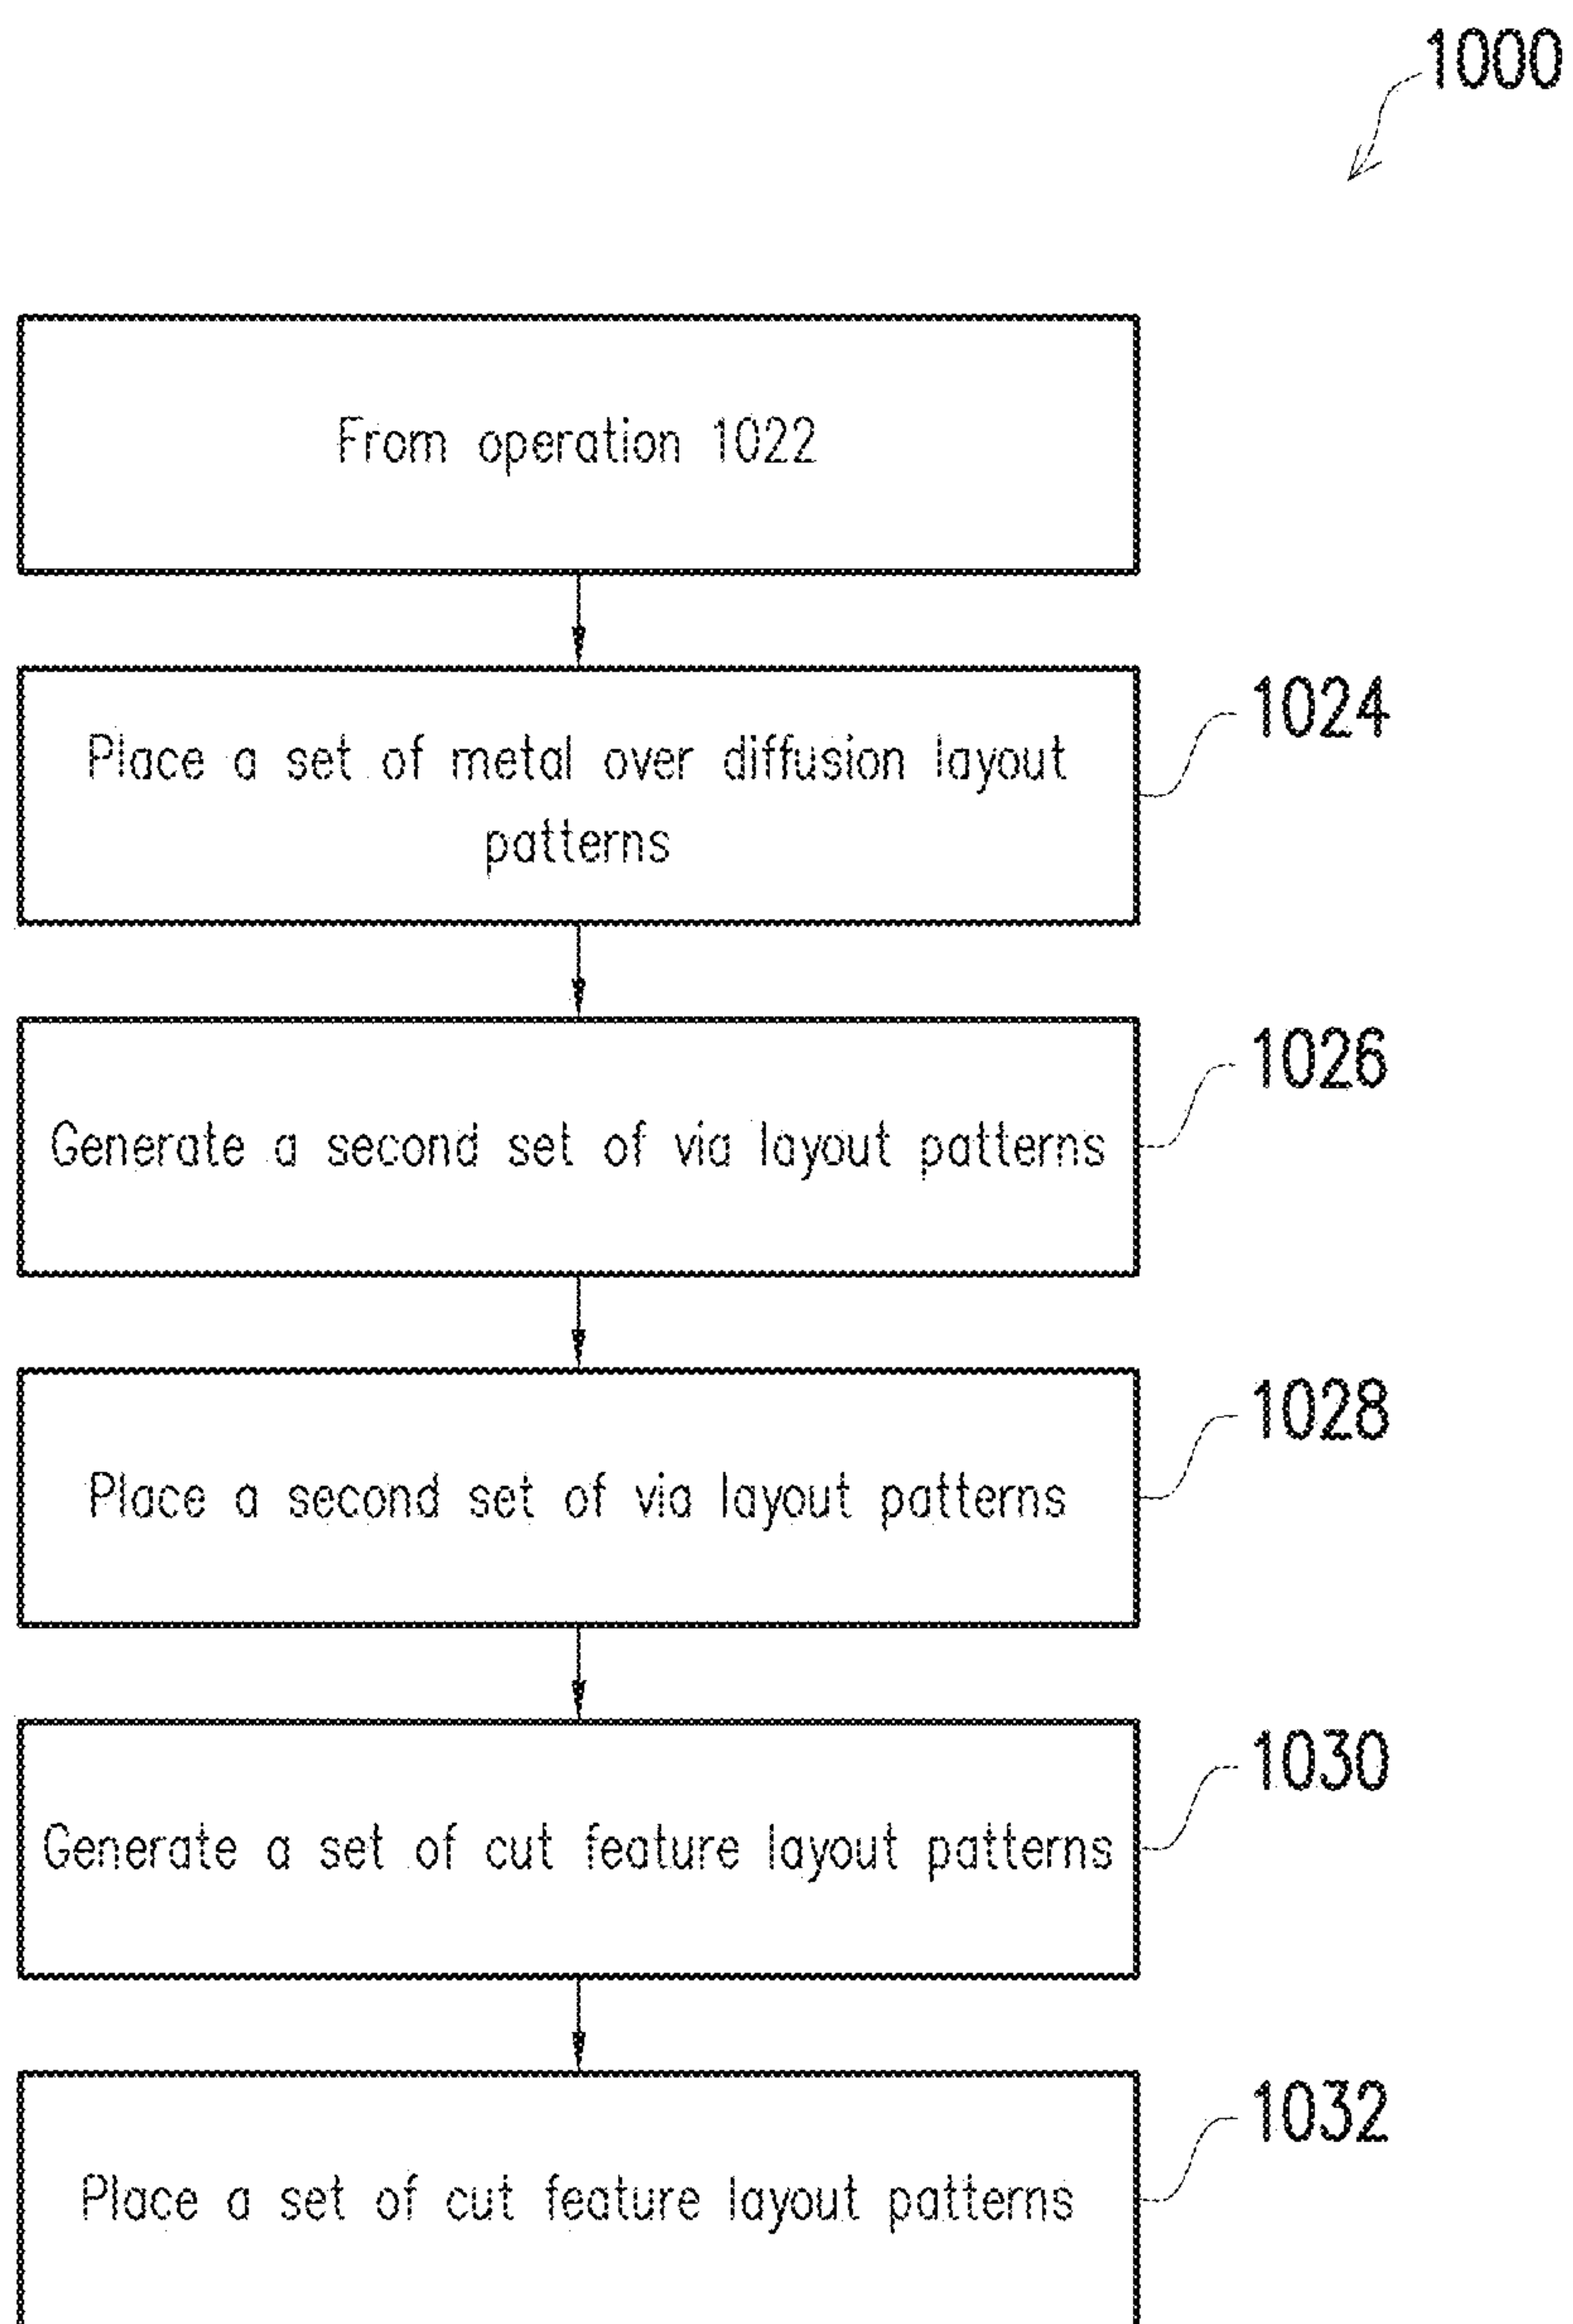 1000
From operation 1022
1024
Place a set of metal over diffusion layout
patterns
1026
Generate a second set of via layout patterns
1028
Place a second set of via layout patterns
1030
Generate a set of cut feature layout patterns
1032
Place a set of cut feature layout patterns